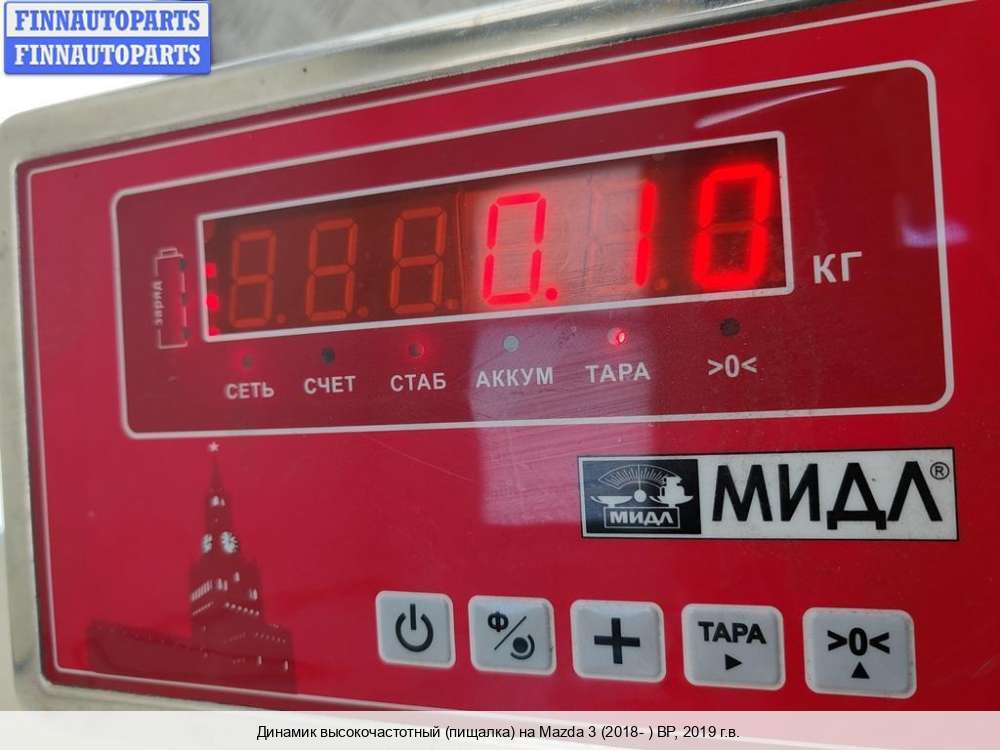 FINNAUTOPARTS
FINNAUTOPARTS
0.10
КГ
заряд
СЕТЬ СЧЕТ СТАБ АККУМ ТАРА >0<
МИДЛ МИДЛ®
Ф ТАРА >0<
Динамик высокочастотный (пищалка) на Mazda 3 (2018- ) BP, 2019 г.в.